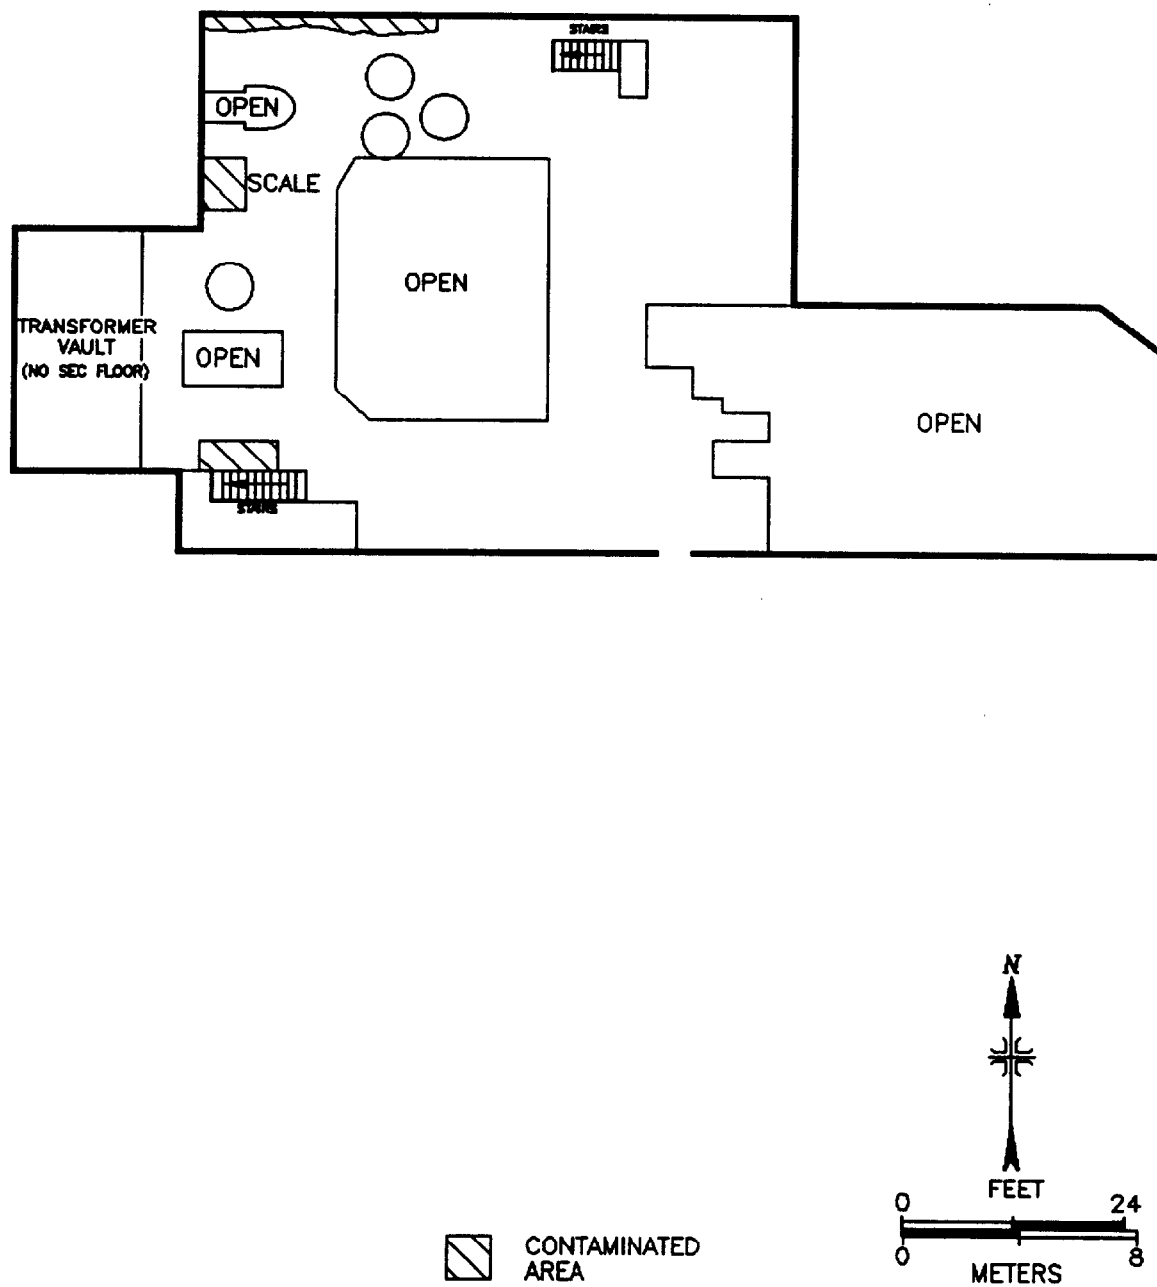 STAIRS
OPEN
SCALE
OPEN
TRANSFORMER
VAULT
(NO SEC FLOOR)
OPEN
OPEN
STAIRS
N
FEET
0 24
0 8
METERS
CONTAMINATED
AREA